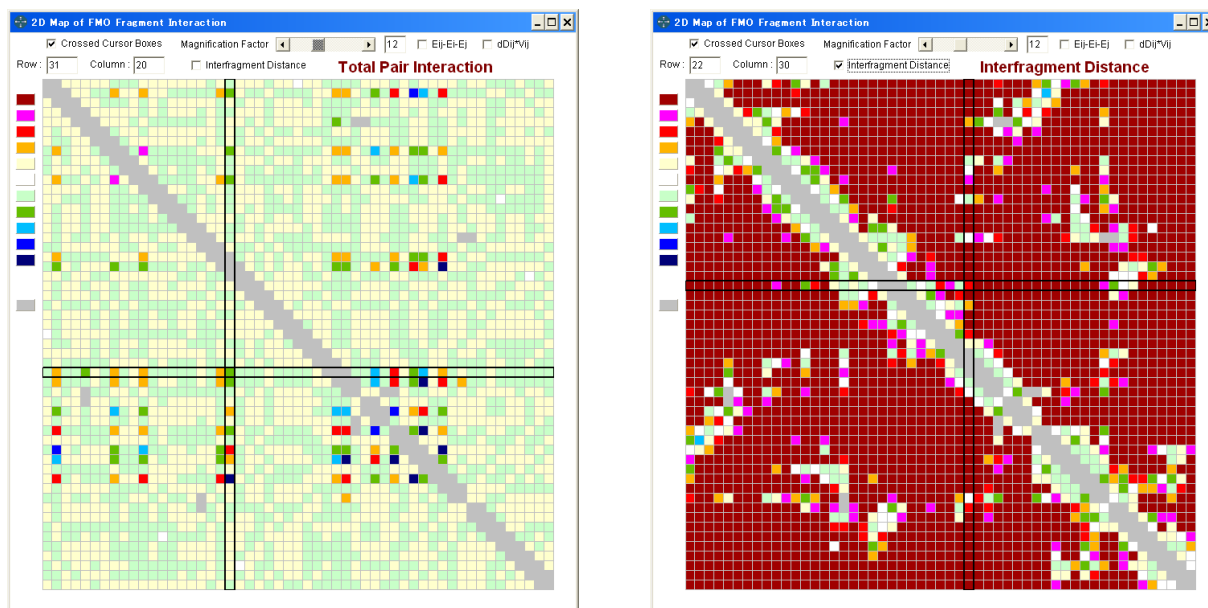 2D Map of FMO Fragment Interaction
Crossed Cursor Boxes Magnification Factor 12 Eij-Ei-Ej dDij*Vij
Row : 31 Column : 20 Interfragment Distance Total Pair Interaction
2D Map of FMO Fragment Interaction
Crossed Cursor Boxes Magnification Factor 12 Eij-Ei-Ej dDij*Vij
Row : 22 Column : 30 Interfragment Distance Interfragment Distance